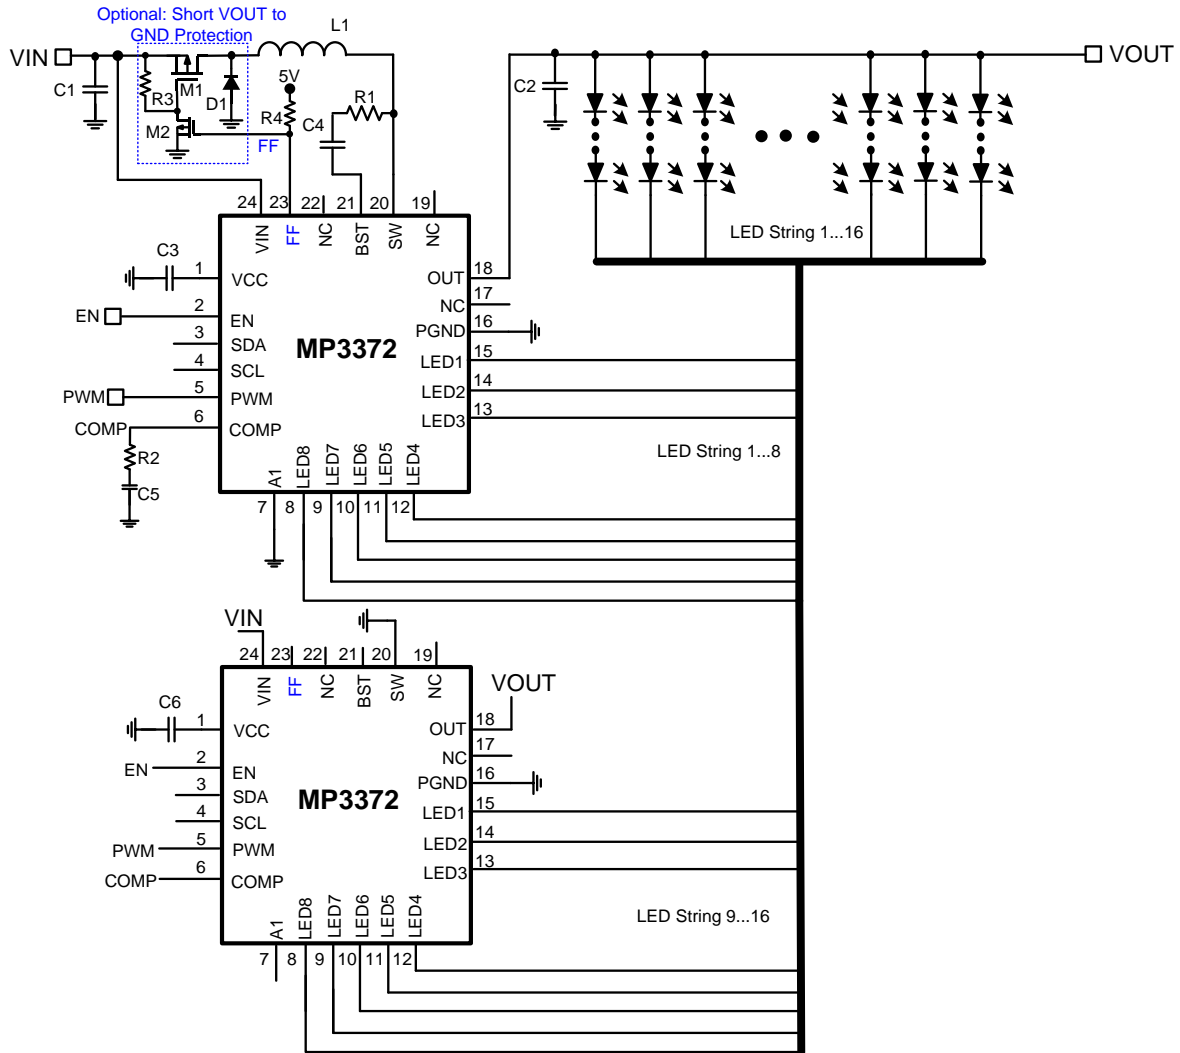 Optional: Short VOUT to
GND Protection
L1
VIN
VOUT
C1
R3
M1
D1
5V
R4
R1
C4
C2
M2
FF
24
23
22
21
20
19
VIN
FF
NC
BST
SW
NC
LED String 1...16
C3
1
VCC
OUT
18
EN
2
EN
NC
17
3
SDA
PGND
16
MP3372
4
SCL
LED1
15
PWM
5
PWM
LED2
14
COMP
6
COMP
LED3
13
R2
C5
LED String 1...8
A1
LED8
LED7
LED6
LED5
LED4
7
8
9
10
11
12
VIN
24
23
22
21
20
19
VIN
FF
NC
BST
SW
NC
VOUT
C6
1
VCC
OUT
18
EN
2
EN
NC
17
3
SDA
PGND
16
MP3372
4
SCL
LED1
15
PWM
5
PWM
LED2
14
COMP
6
COMP
LED3
13
LED String 9...16
A1
LED8
LED7
LED6
LED5
LED4
7
8
9
10
11
12